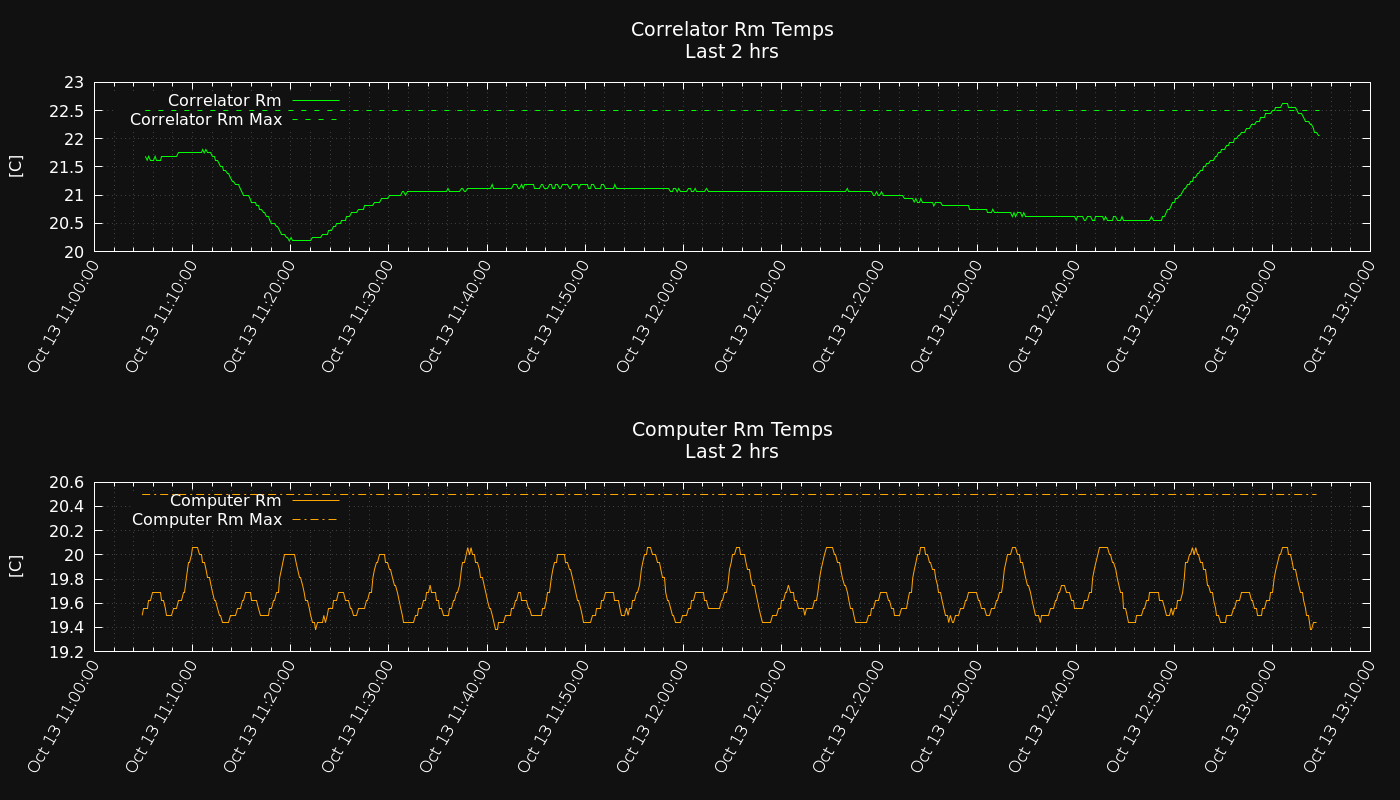 Correlator Rm Temps
Last 2 hrs
23
22.5
22
21.5
21
20.5
20
[C]
Correlator Rm
Correlator Rm Max
Oct 13 11:00:00
Oct 13 11:10:00
Oct 13 11:20:00
Oct 13 11:30:00
Oct 13 11:40:00
Oct 13 11:50:00
Oct 13 12:00:00
Oct 13 12:10:00
Oct 13 12:20:00
Oct 13 12:30:00
Oct 13 12:40:00
Oct 13 12:50:00
Oct 13 13:00:00
Oct 13 13:10:00
Computer Rm Temps
Last 2 hrs
20.6
20.4
20.2
20
19.8
19.6
19.4
19.2
[C]
Computer Rm
Computer Rm Max
Oct 13 11:00:00
Oct 13 11:10:00
Oct 13 11:20:00
Oct 13 11:30:00
Oct 13 11:40:00
Oct 13 11:50:00
Oct 13 12:00:00
Oct 13 12:10:00
Oct 13 12:20:00
Oct 13 12:30:00
Oct 13 12:40:00
Oct 13 12:50:00
Oct 13 13:00:00
Oct 13 13:10:00